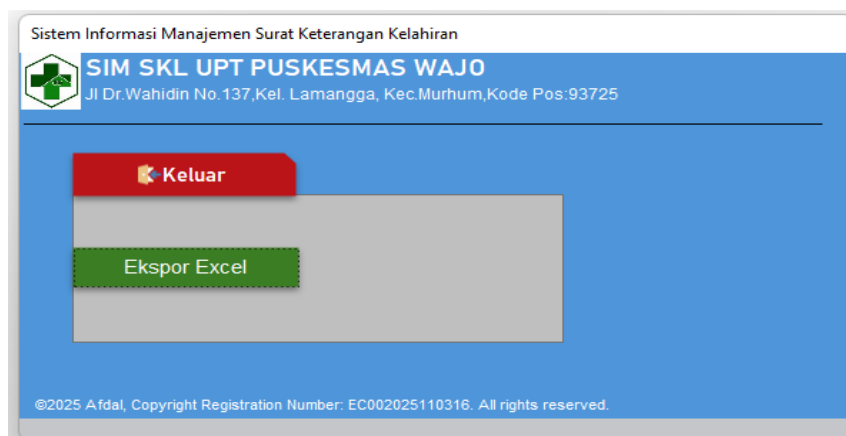 Sistem Informasi Manajemen Surat Keterangan Kelahiran
SIM SKL UPT PUSKESMAS WAJO
Jl Dr.Wahidin No.137,Kel. Lamangga, Kec.Murhum,Kode Pos:93725
Keluar
Ekspor Excel
©2025 Afdal, Copyright Registration Number: EC002025110316. All rights reserved.